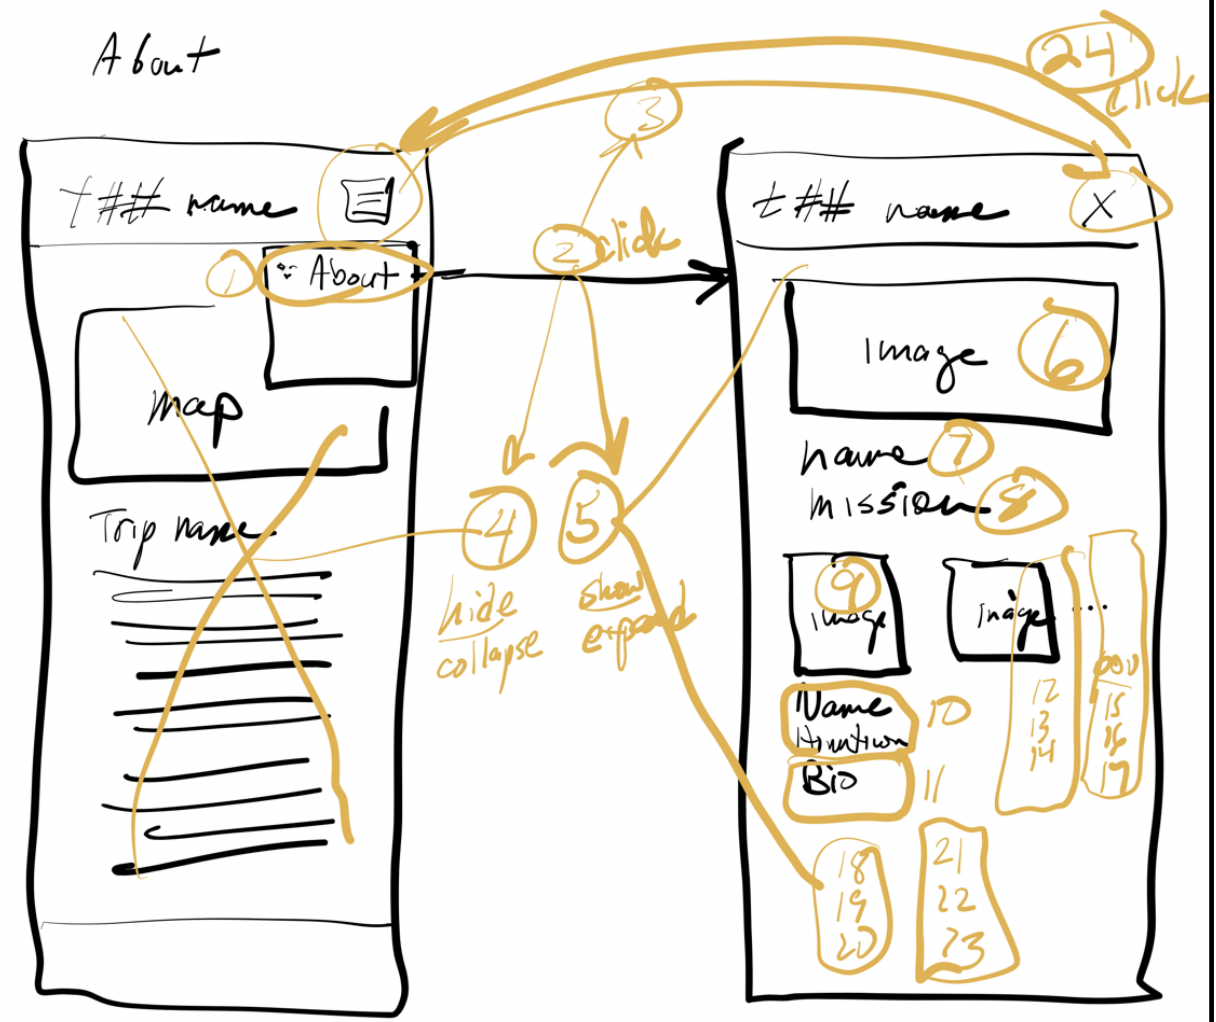 About
24
click
3
t## name
t## name
X
2 click
1
About
Image
6
map
name 7
mission 8
Trip name
4
5
hide
collapse
show
expand
9
Image
Image
...
Name
10
Bio
11
12
13
14
15
16
17
18
19
20
21
22
23